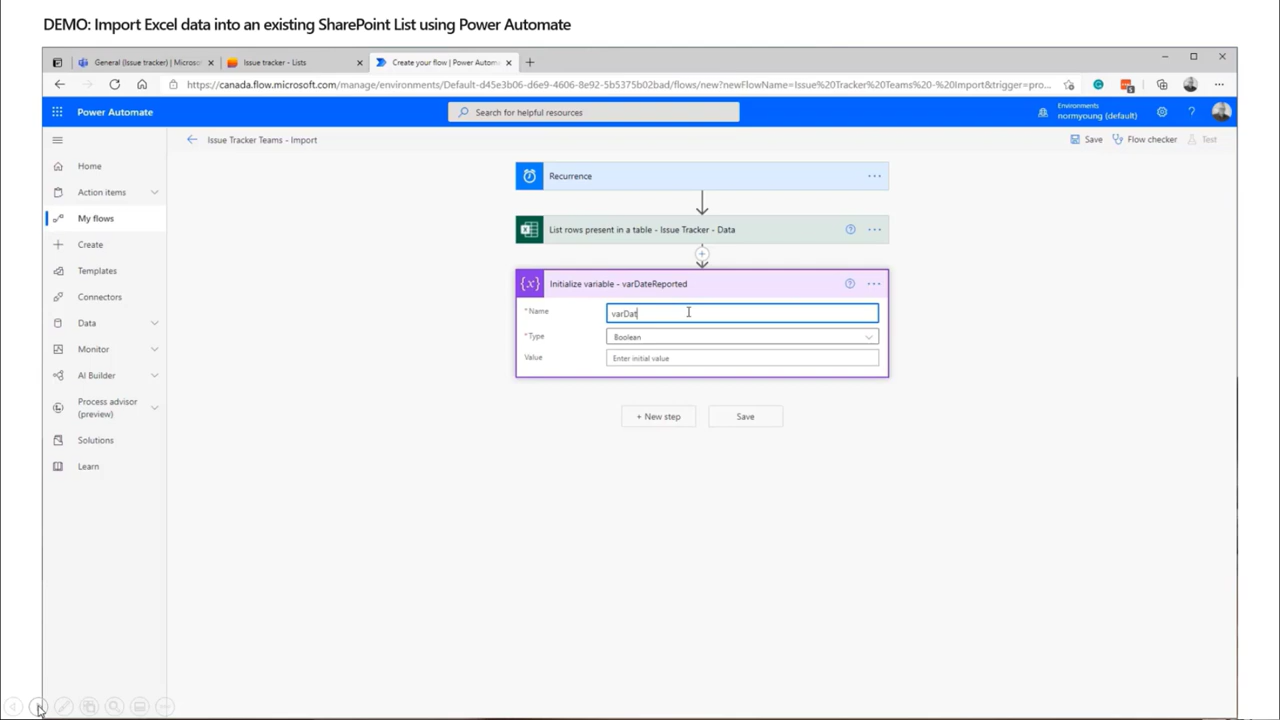 DEMO: Import Excel data into an existing SharePoint List using Power Automate
General (Issue tracker) | Microsof
Issue tracker - Lists
Create your flow | Power Automa
https://canada.flow.microsoft.com/manage/environments/Default-d45e3b06-d6e9-4606-8e92-5b5375b02bad/flows/new?newFlowName=Issue%20Tracker%20Teams%20-%20Import&trigger=pro...
Power Automate
Search for helpful resources
Environments
normyoung (default)
Issue Tracker Teams - Import
Save
Flow checker
Test
Home
Action items
My flows
Create
Templates
Connectors
Data
Monitor
AI Builder
Process advisor
(preview)
Solutions
Learn
Recurrence
List rows present in a table - Issue Tracker - Data
{x} Initialize variable - varDateReported
* Name
varDat
* Type
Boolean
Value
Enter initial value
+ New step
Save